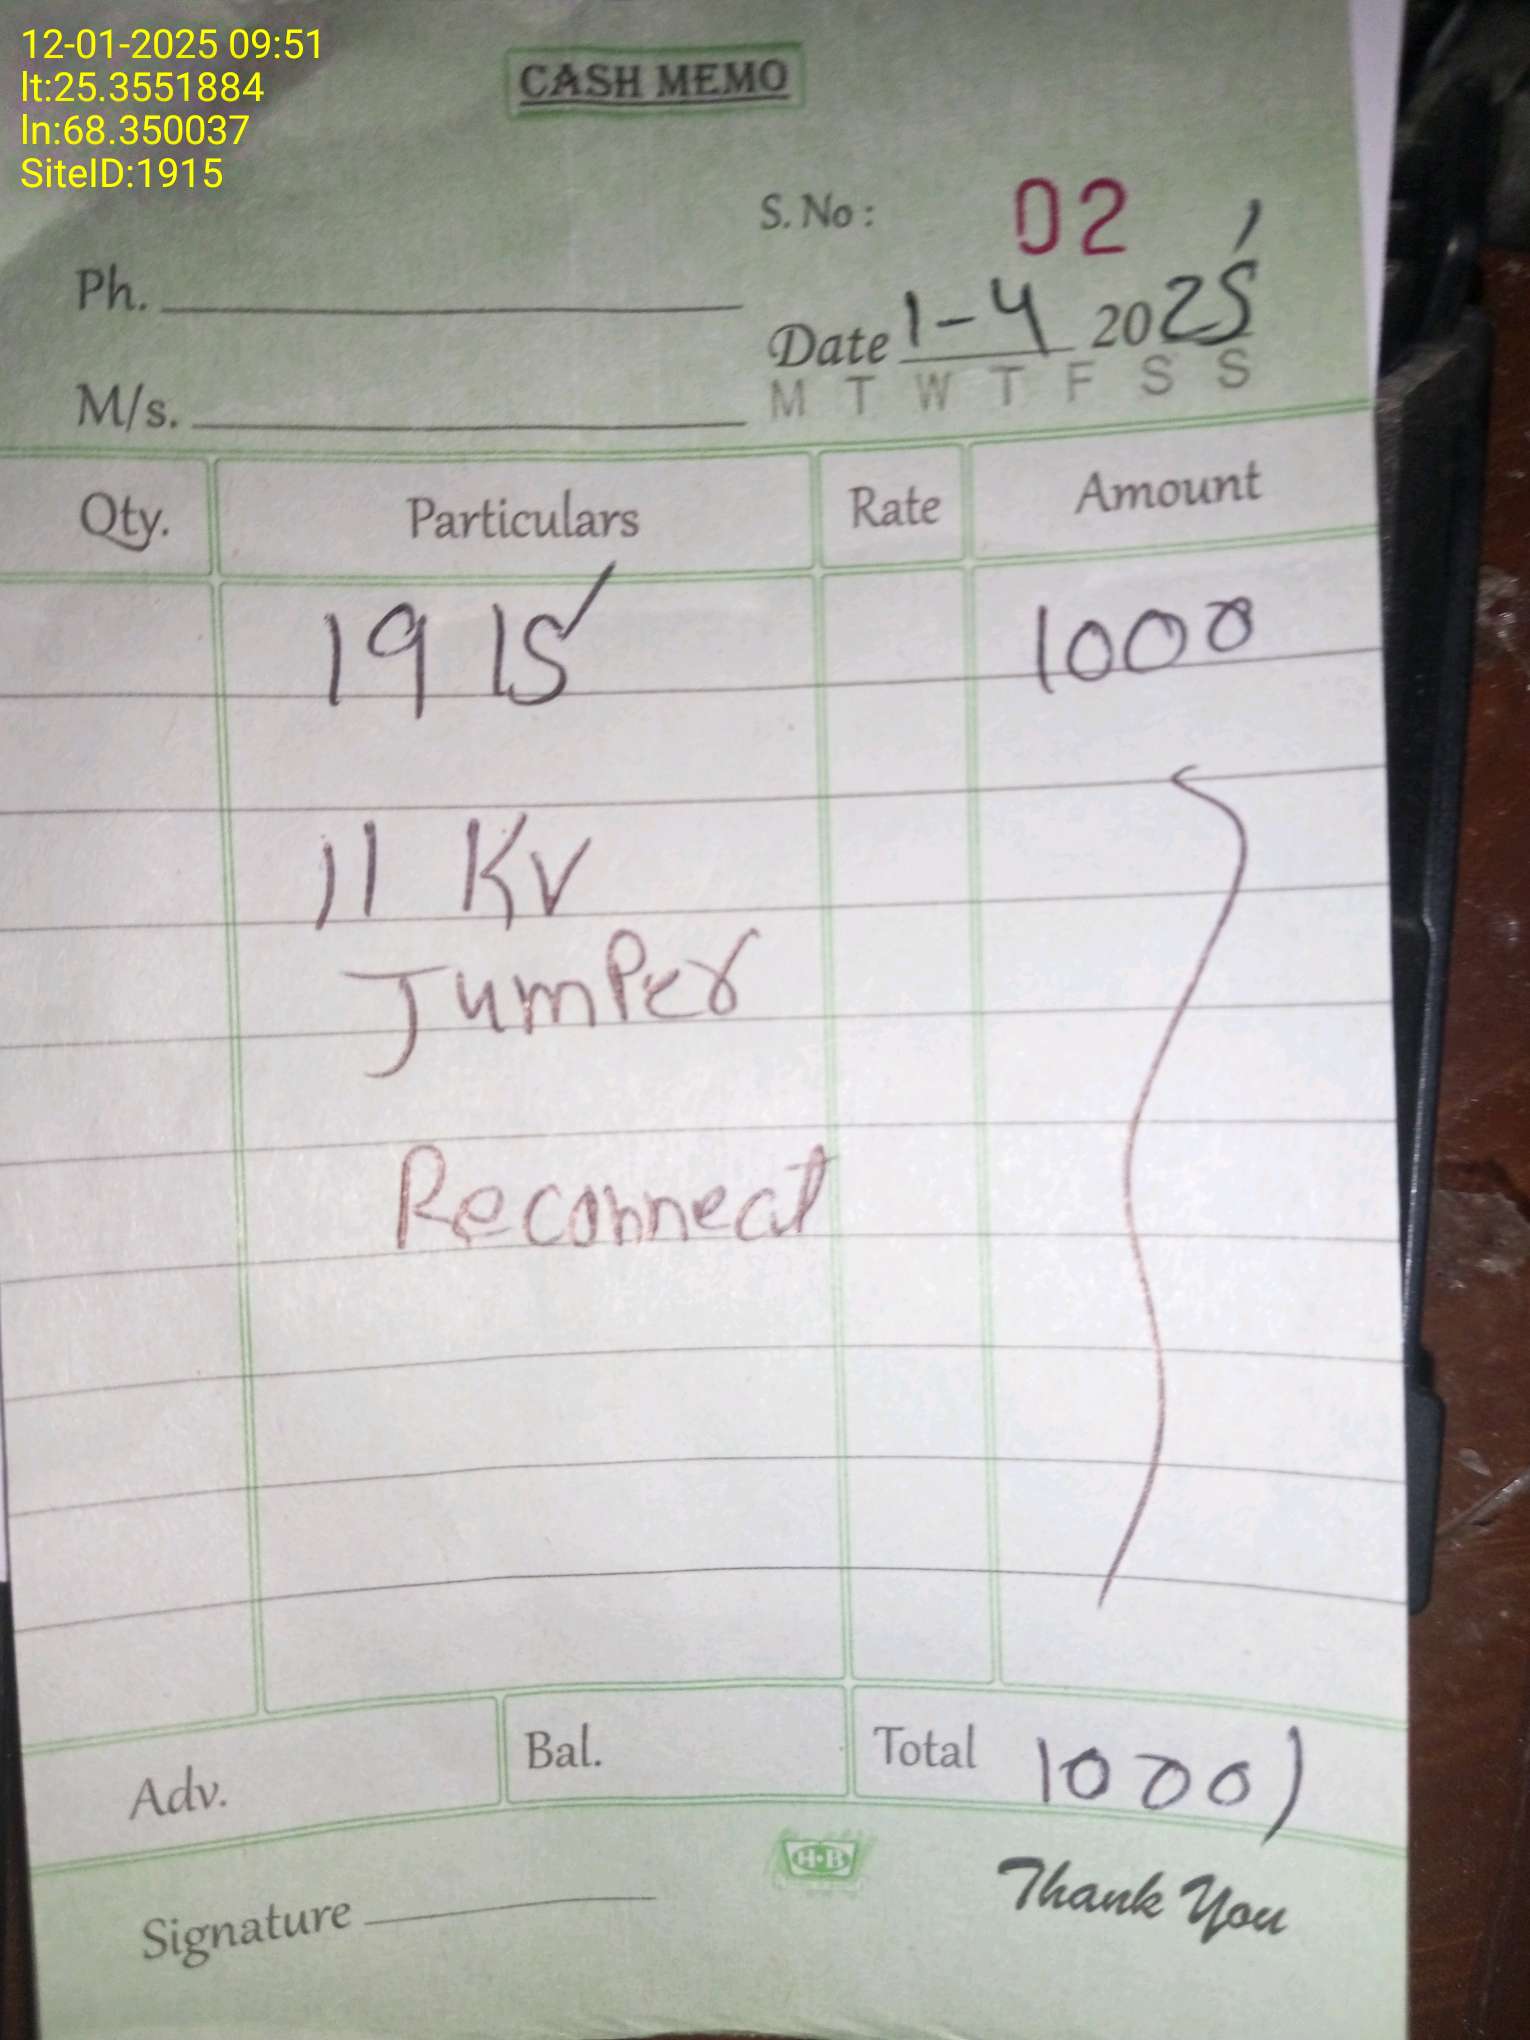 12-01-2025 09:51
lt:25.3551884
ln:68.350037
SiteID:1915
CASH MEMO
S. No : 02
Ph.
Date 1-4 2025
M/s.
M T W T F S S
Qty. Particulars Rate Amount
1915 1000
11 KV
Jumper
Reconnect
Adv. Bal. Total 1000)
H·B
Signature
Thank You